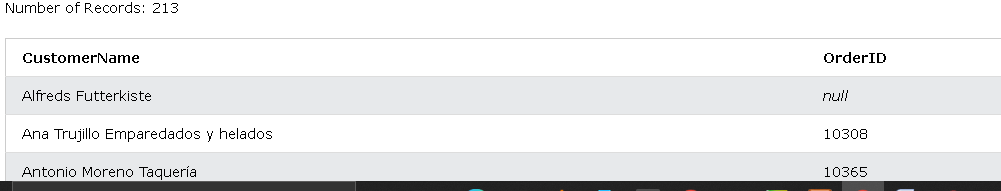 Number of Records: 213
CustomerName OrderID
Alfreds Futterkiste null
Ana Trujillo Emparedados y helados 10308
Antonio Moreno Taquería 10365